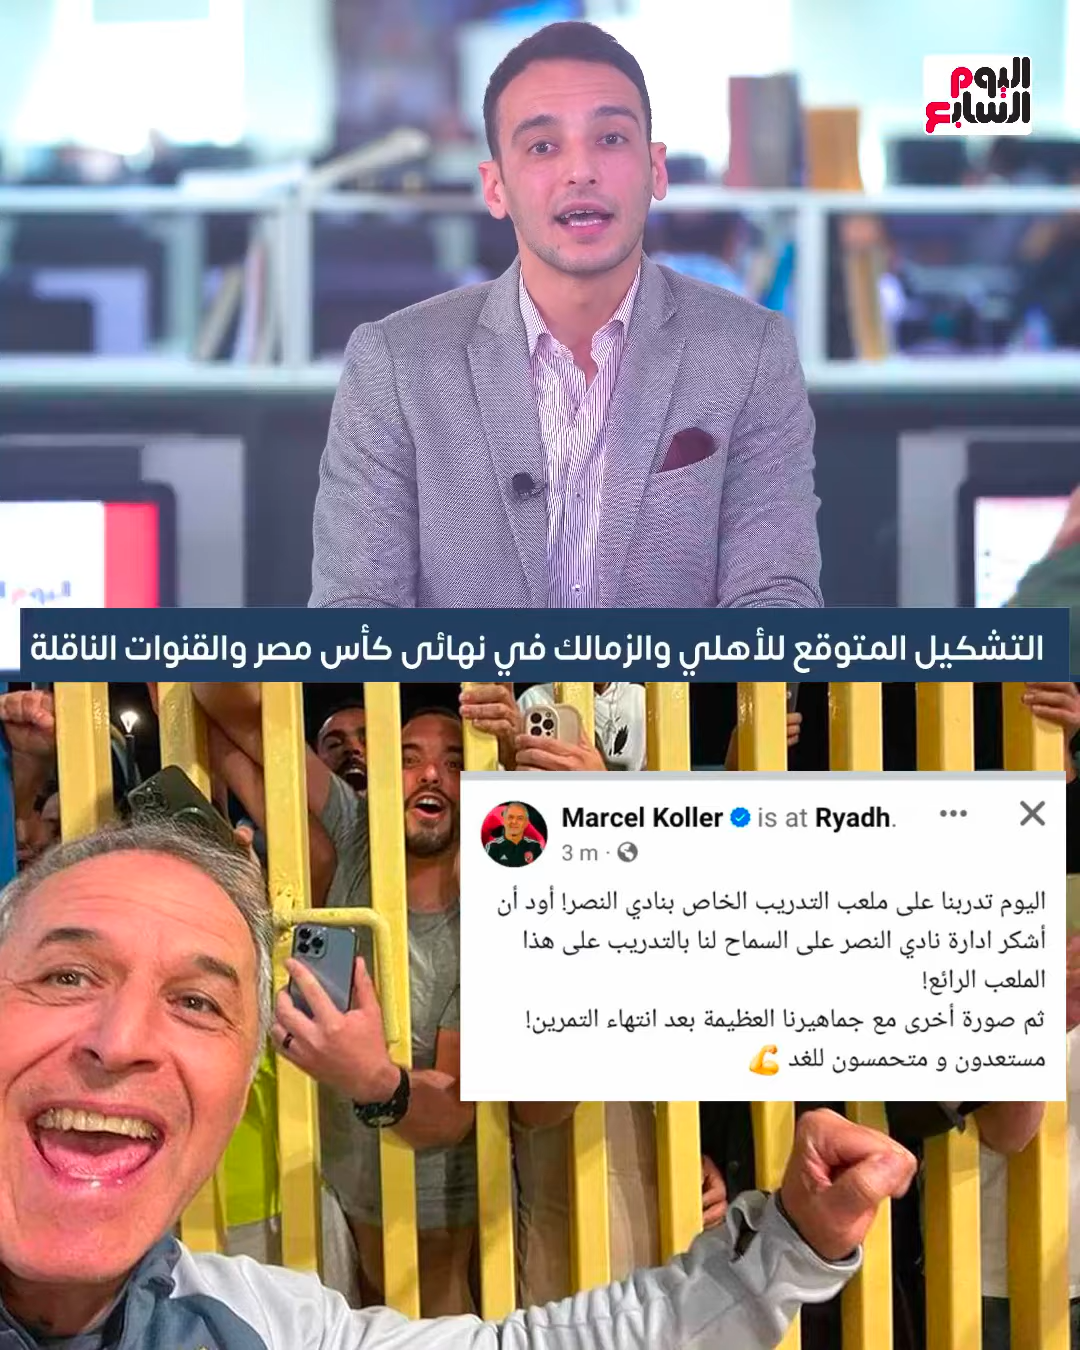 اليوم
السابع
التشكيل المتوقع للأهلي والزمالك في نهائى كأس مصر والقنوات الناقلة
Marcel Koller is at Ryadh.
3 m
اليوم تدربنا على ملعب التدريب الخاص بنادي النصر! أود أن
أشكر ادارة نادي النصر على السماح لنا بالتدريب على هذا
الملعب الرائع!
ثم صورة أخرى مع جماهيرنا العظيمة بعد انتهاء التمرين!
مستعدون و متحمسون للغد 💪